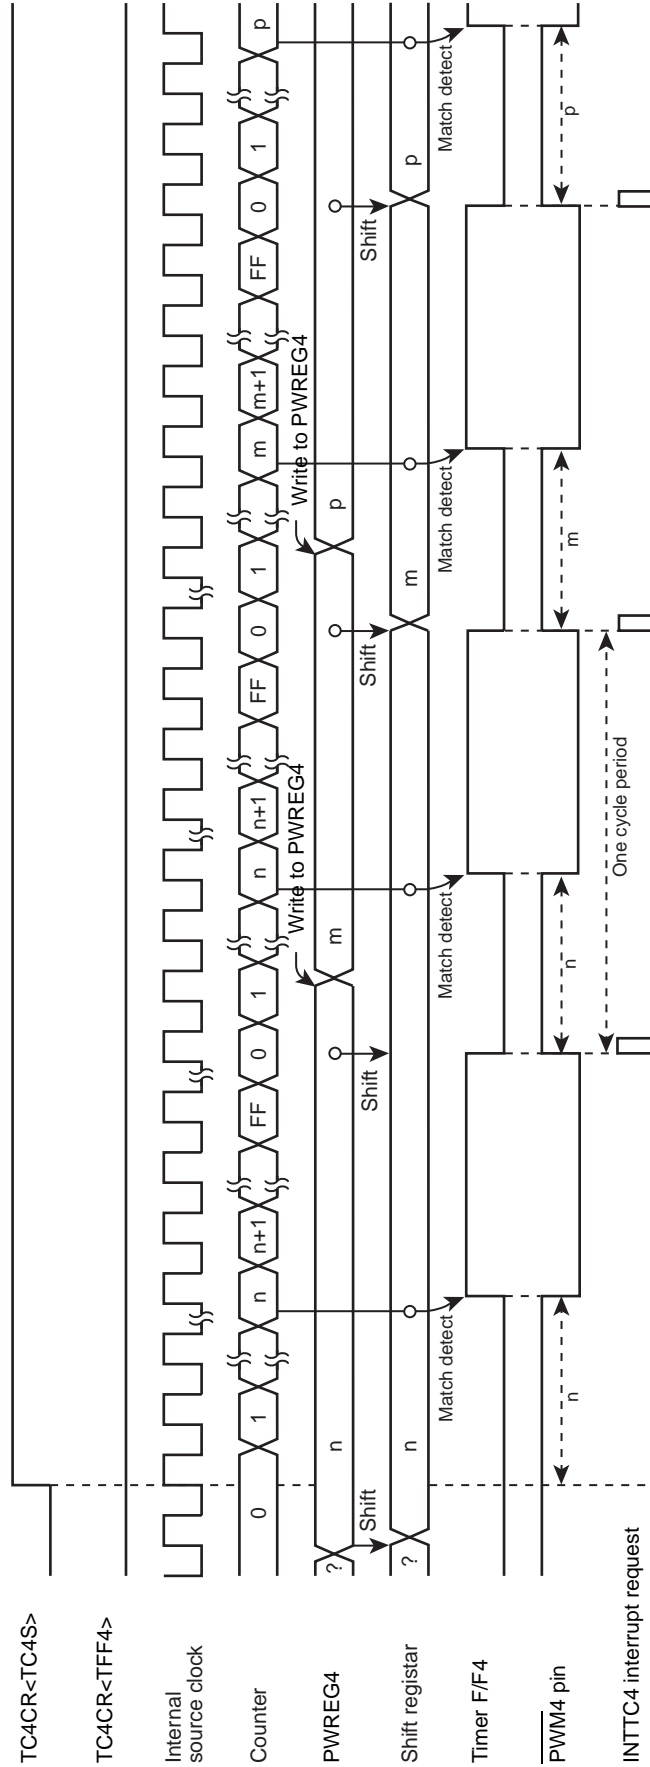 TC4CR<TC4S>
TC4CR<TFF4>
Internal
source clock
Counter
0
1
n
n+1
FF
0
1
n
n+1
FF
0
1
m
m+1
FF
0
1
p
Write to PWREG4
Write to PWREG4
PWREG4
?
n
m
p
Shift
Shift
Shift
Shift
Shift registar
?
n
m
p
Match detect
Match detect
Match detect
Match detect
Timer F/F4
PWM4 pin
n
n
m
p
One cycle period
INTTC4 interrupt request